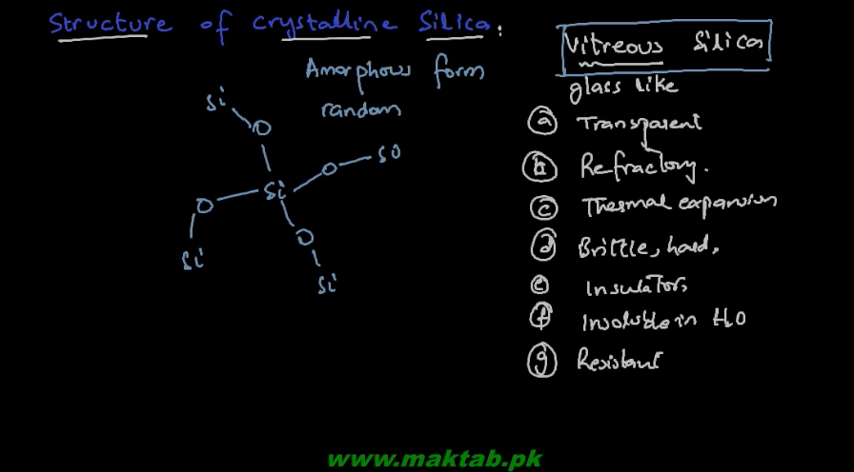 Structure of crystalline Silica.
Amorphous form
random
Si
O
O — SO
Si
O
O
Si
Si
Vitreous Silica
glass like
a Transparent
b Refractory.
c Thermal expansion
d Brittle, hard,
e Insulator,
f Insoluble in H2O
g Resistant
www.maktab.pk